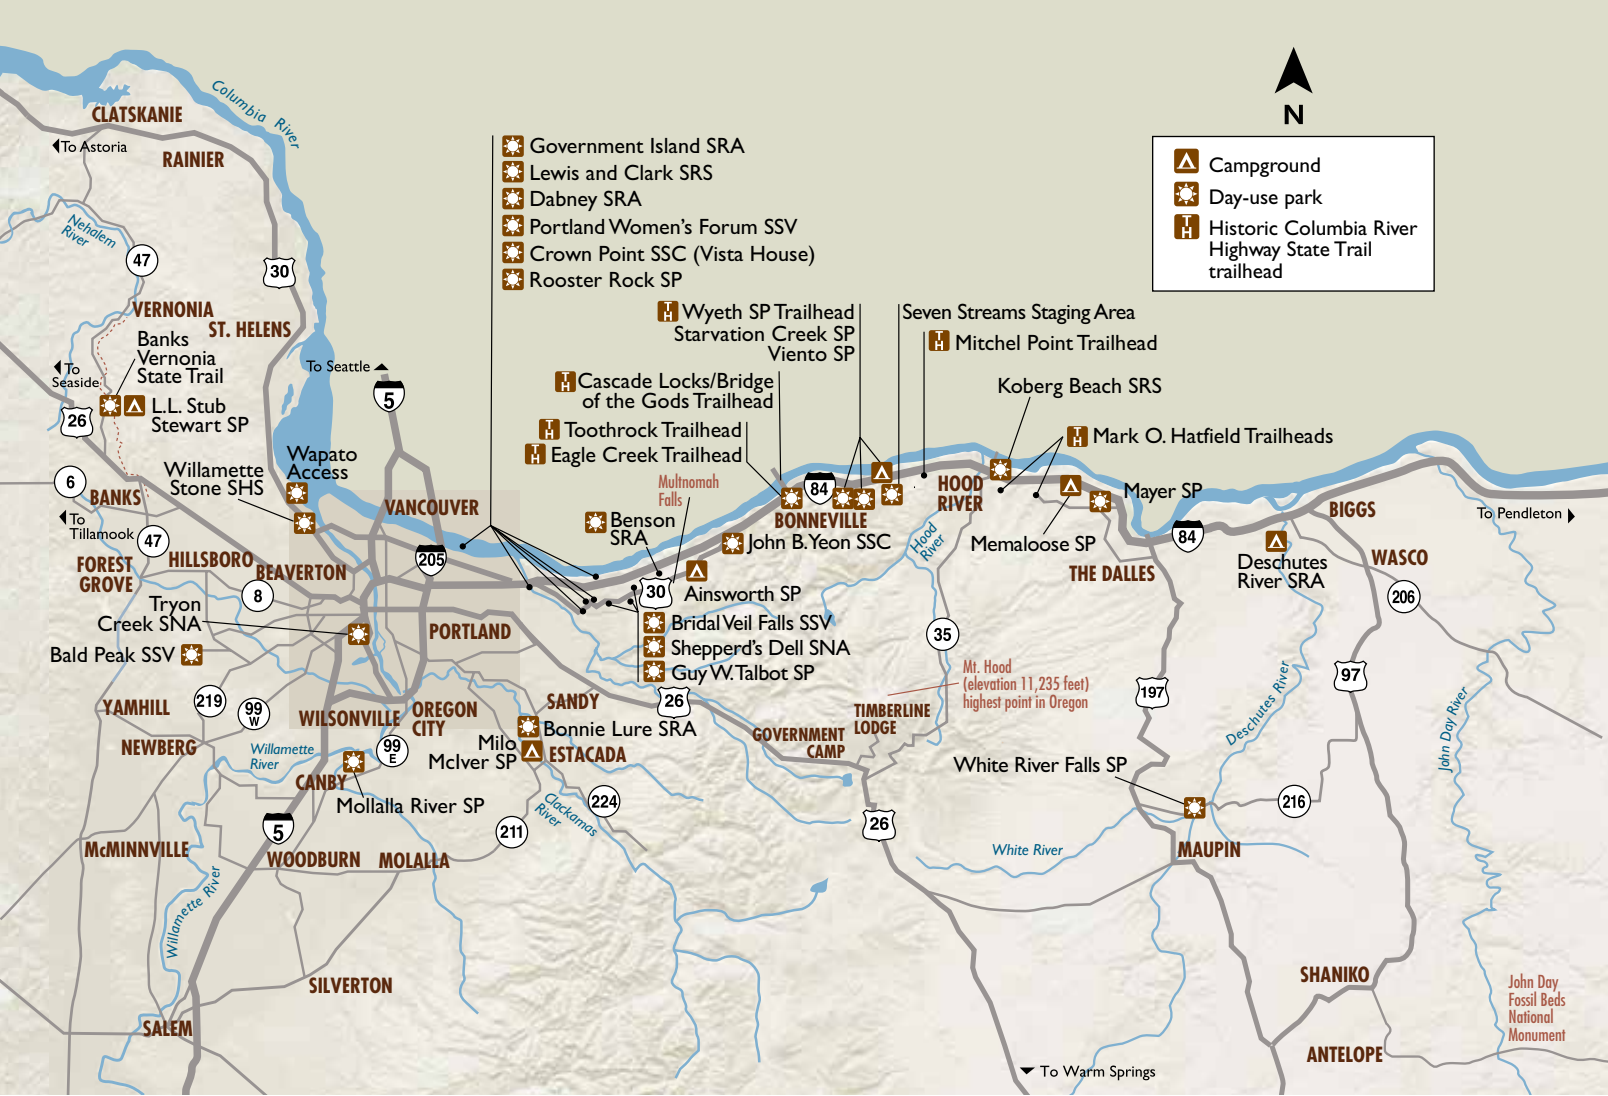 Columbia River
CLATSKANIE
To Astoria
RAINIER
Nehalem
River
47
30
VERNONIA
ST. HELENS
Banks
Vernonia
State Trail
To
Seaside
26
L.L. Stub
Stewart SP
To Seattle
5
Wapato
Access
Willamette
Stone SHS
6
BANKS
To
Tillamook
47
FOREST
GROVE
HILLSBORO
BEAVERTON
8
VANCOUVER
205
Tryon
Creek SNA
Bald Peak SSV
PORTLAND
Government Island SRA
Lewis and Clark SRS
Dabney SRA
Portland Women's Forum SSV
Crown Point SSC (Vista House)
Rooster Rock SP
T
H
Wyeth SP Trailhead
Starvation Creek SP
Viento SP
T
H
Cascade Locks/Bridge
of the Gods Trailhead
T
H
Toothrock Trailhead
T
H
Eagle Creek Trailhead
Seven Streams Staging Area
T
H
Mitchel Point Trailhead
Koberg Beach SRS
T
H
Mark O. Hatfield Trailheads
N
Campground
Day-use park
T
H
Historic Columbia River
Highway State Trail
trailhead
Multnomah
Falls
Benson
SRA
84
BONNEVILLE
John B. Yeon SSC
30
Ainsworth SP
Bridal Veil Falls SSV
Shepperd's Dell SNA
Guy W. Talbot SP
HOOD
RIVER
Hood
River
Mayer SP
Memaloose SP
THE DALLES
84
BIGGS
To Pendleton
Deschutes
River SRA
WASCO
206
35
Mt. Hood
(elevation 11,235 feet)
highest point in Oregon
TIMBERLINE
LODGE
GOVERNMENT
CAMP
26
197
97
Deschutes River
John Day River
YAMHILL
219
99
W
WILSONVILLE
OREGON
CITY
SANDY
Bonnie Lure SRA
NEWBERG
Willamette
River
99
E
Milo
McIver SP
ESTACADA
CANBY
Mollalla River SP
Clackamas
River
224
211
5
26
White River Falls SP
216
White River
MAUPIN
McMINNVILLE
WOODBURN
MOLALLA
Willamette River
SILVERTON
SALEM
SHANIKO
John Day
Fossil Beds
National
Monument
ANTELOPE
To Warm Springs